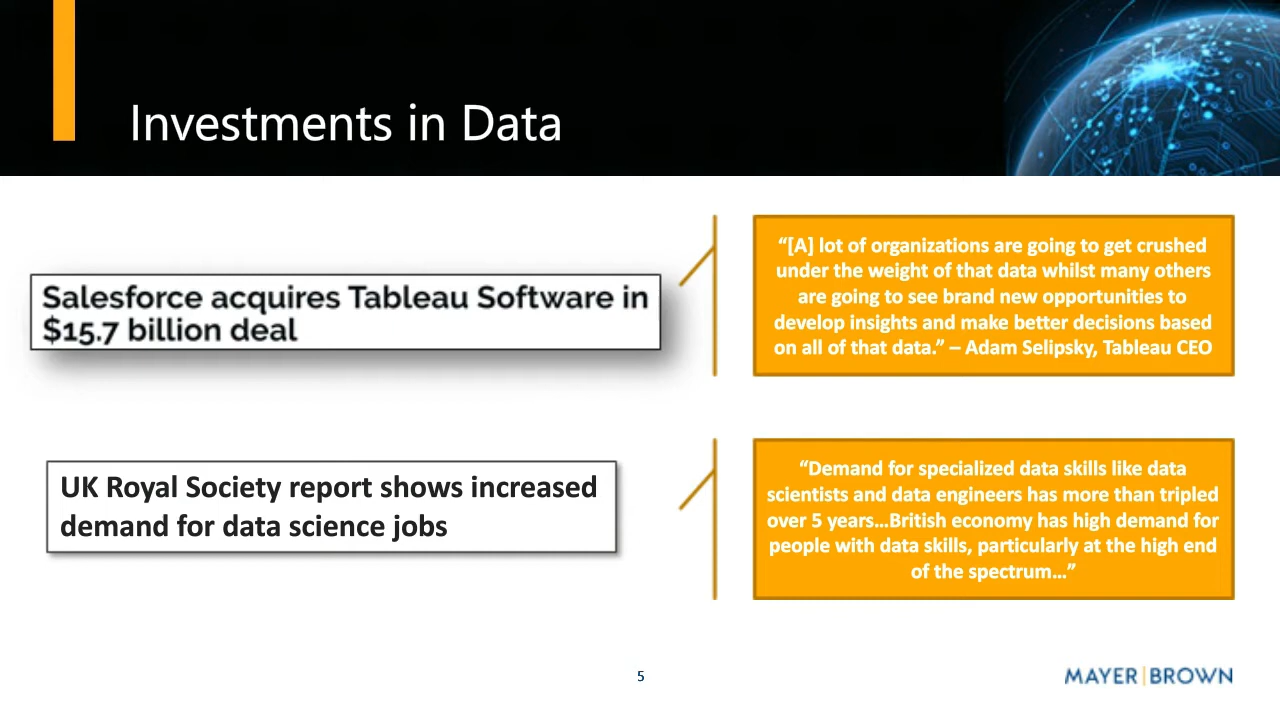 Investments in Data
Salesforce acquires Tableau Software in
$15.7 billion deal
“[A] lot of organizations are going to get crushed
under the weight of that data whilst many others
are going to see brand new opportunities to
develop insights and make better decisions based
on all of that data.” – Adam Selipsky, Tableau CEO
UK Royal Society report shows increased
demand for data science jobs
“Demand for specialized data skills like data
scientists and data engineers has more than tripled
over 5 years…British economy has high demand for
people with data skills, particularly at the high end
of the spectrum…”
5
MAYER|BROWN